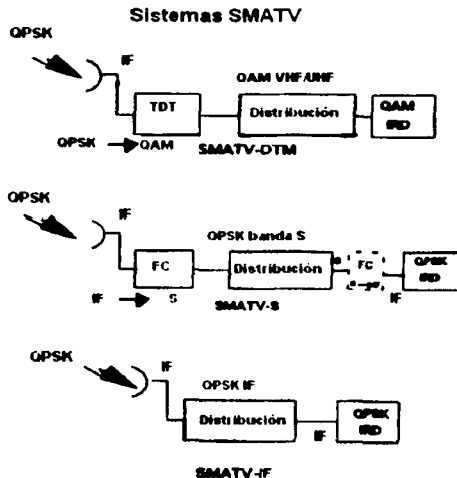 Sistemas SMATV
QPSK
IF
QAM VHF/UHF
TDT
Distribución
QAM
IRD
QPSK → QAM
SMATV-DTM
QPSK
IF
QPSK banda S
FC
Distribución
FC
QPSK
IRD
IF → S
SMATV-S
IF
QPSK
IF
QPSK IF
Distribución
IF
QPSK
IRD
SMATV-IF